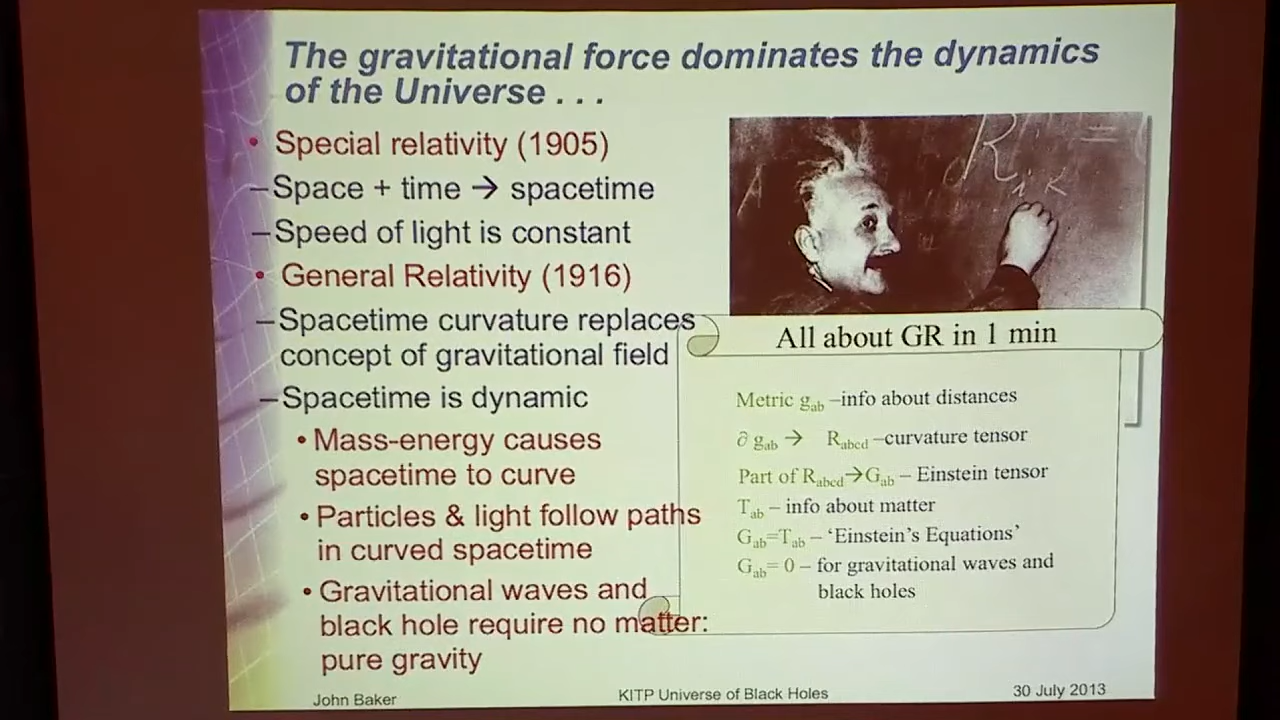 The gravitational force dominates the dynamics
of the Universe . . .
• Special relativity (1905)
–Space + time → spacetime
–Speed of light is constant
• General Relativity (1916)
–Spacetime curvature replaces
concept of gravitational field
–Spacetime is dynamic
• Mass-energy causes
spacetime to curve
• Particles & light follow paths
in curved spacetime
• Gravitational waves and
black hole require no matter:
pure gravity
A
R i k =
All about GR in 1 min
Metric gab –info about distances
∂ gab → Rabcd –curvature tensor
Part of Rabcd→Gab – Einstein tensor
Tab – info about matter
Gab=Tab – ‘Einstein’s Equations’
Gab= 0 – for gravitational waves and
black holes
John Baker
KITP Universe of Black Holes
30 July 2013